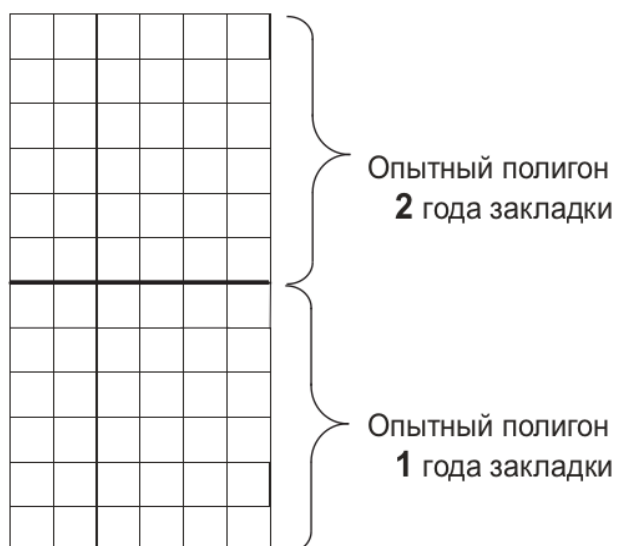 Опытный полигон
2 года закладки
Опытный полигон
1 года закладки